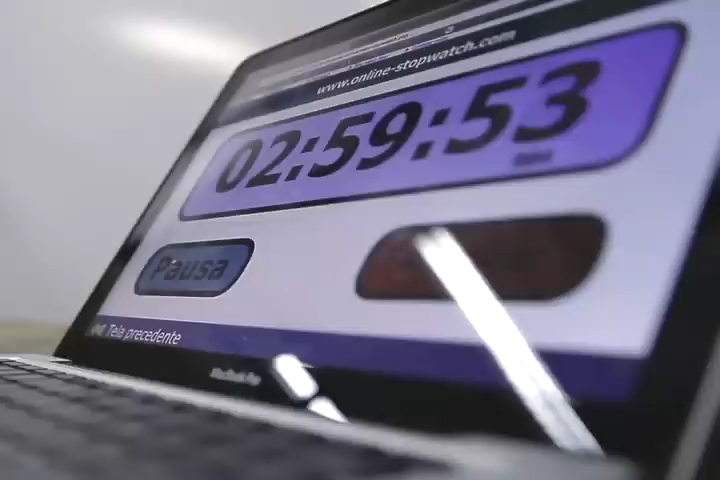 www.online-stopwatch.com
02:59:53
Pausa
Tela precedente
MacBook Pro